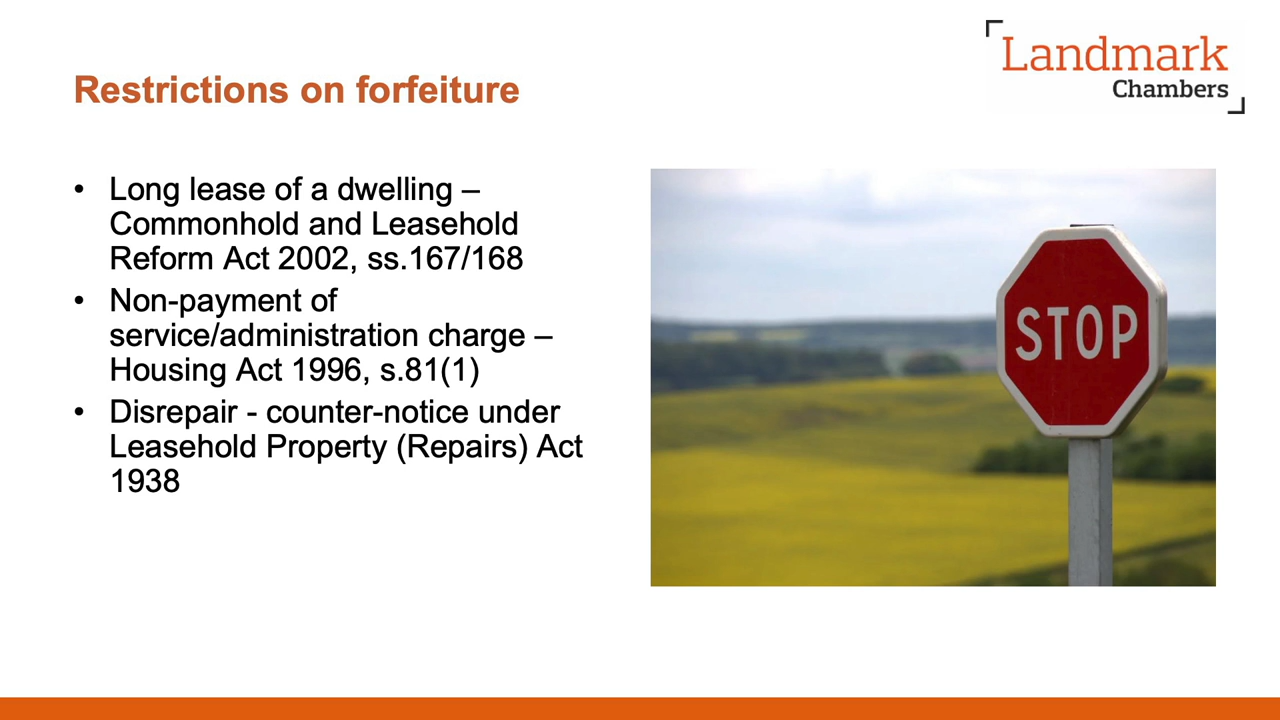 Landmark
Chambers
Restrictions on forfeiture
• Long lease of a dwelling –
Commonhold and Leasehold
Reform Act 2002, ss.167/168
• Non-payment of
service/administration charge –
Housing Act 1996, s.81(1)
• Disrepair - counter-notice under
Leasehold Property (Repairs) Act
1938
STOP